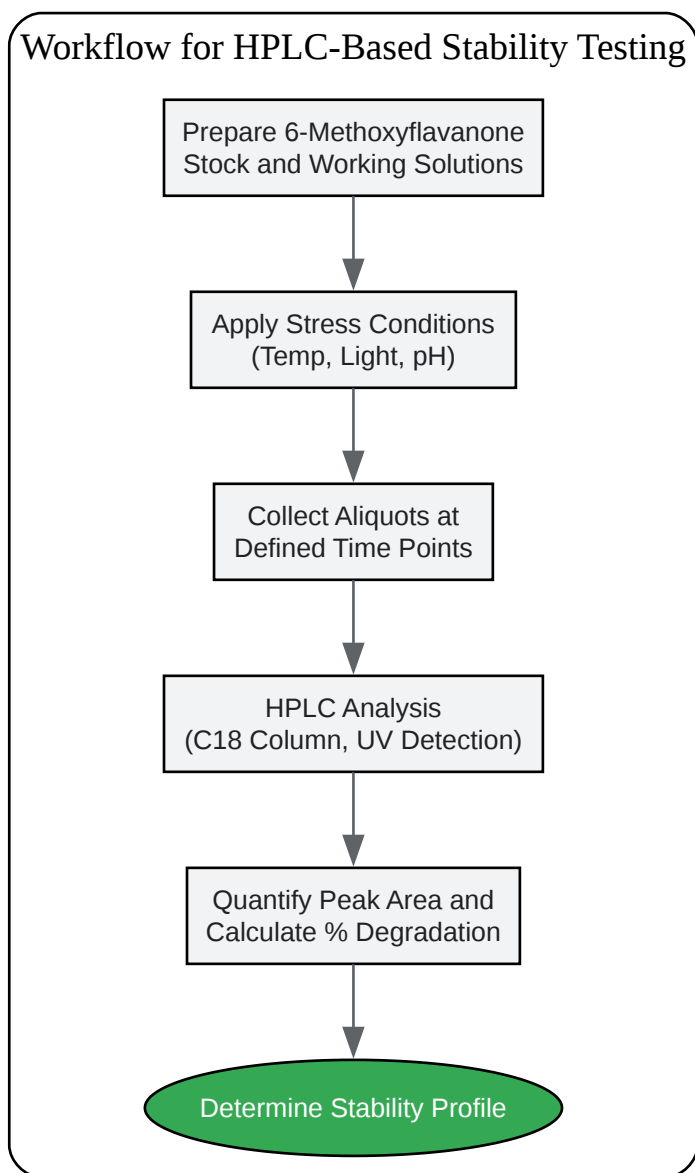 Workflow for HPLC-Based Stability Testing
Prepare 6-Methoxyflavanone
Stock and Working Solutions
Apply Stress Conditions
(Temp, Light, pH)
Collect Aliquots at
Defined Time Points
HPLC Analysis
(C18 Column, UV Detection)
Quantify Peak Area and
Calculate % Degradation
Determine Stability Profile